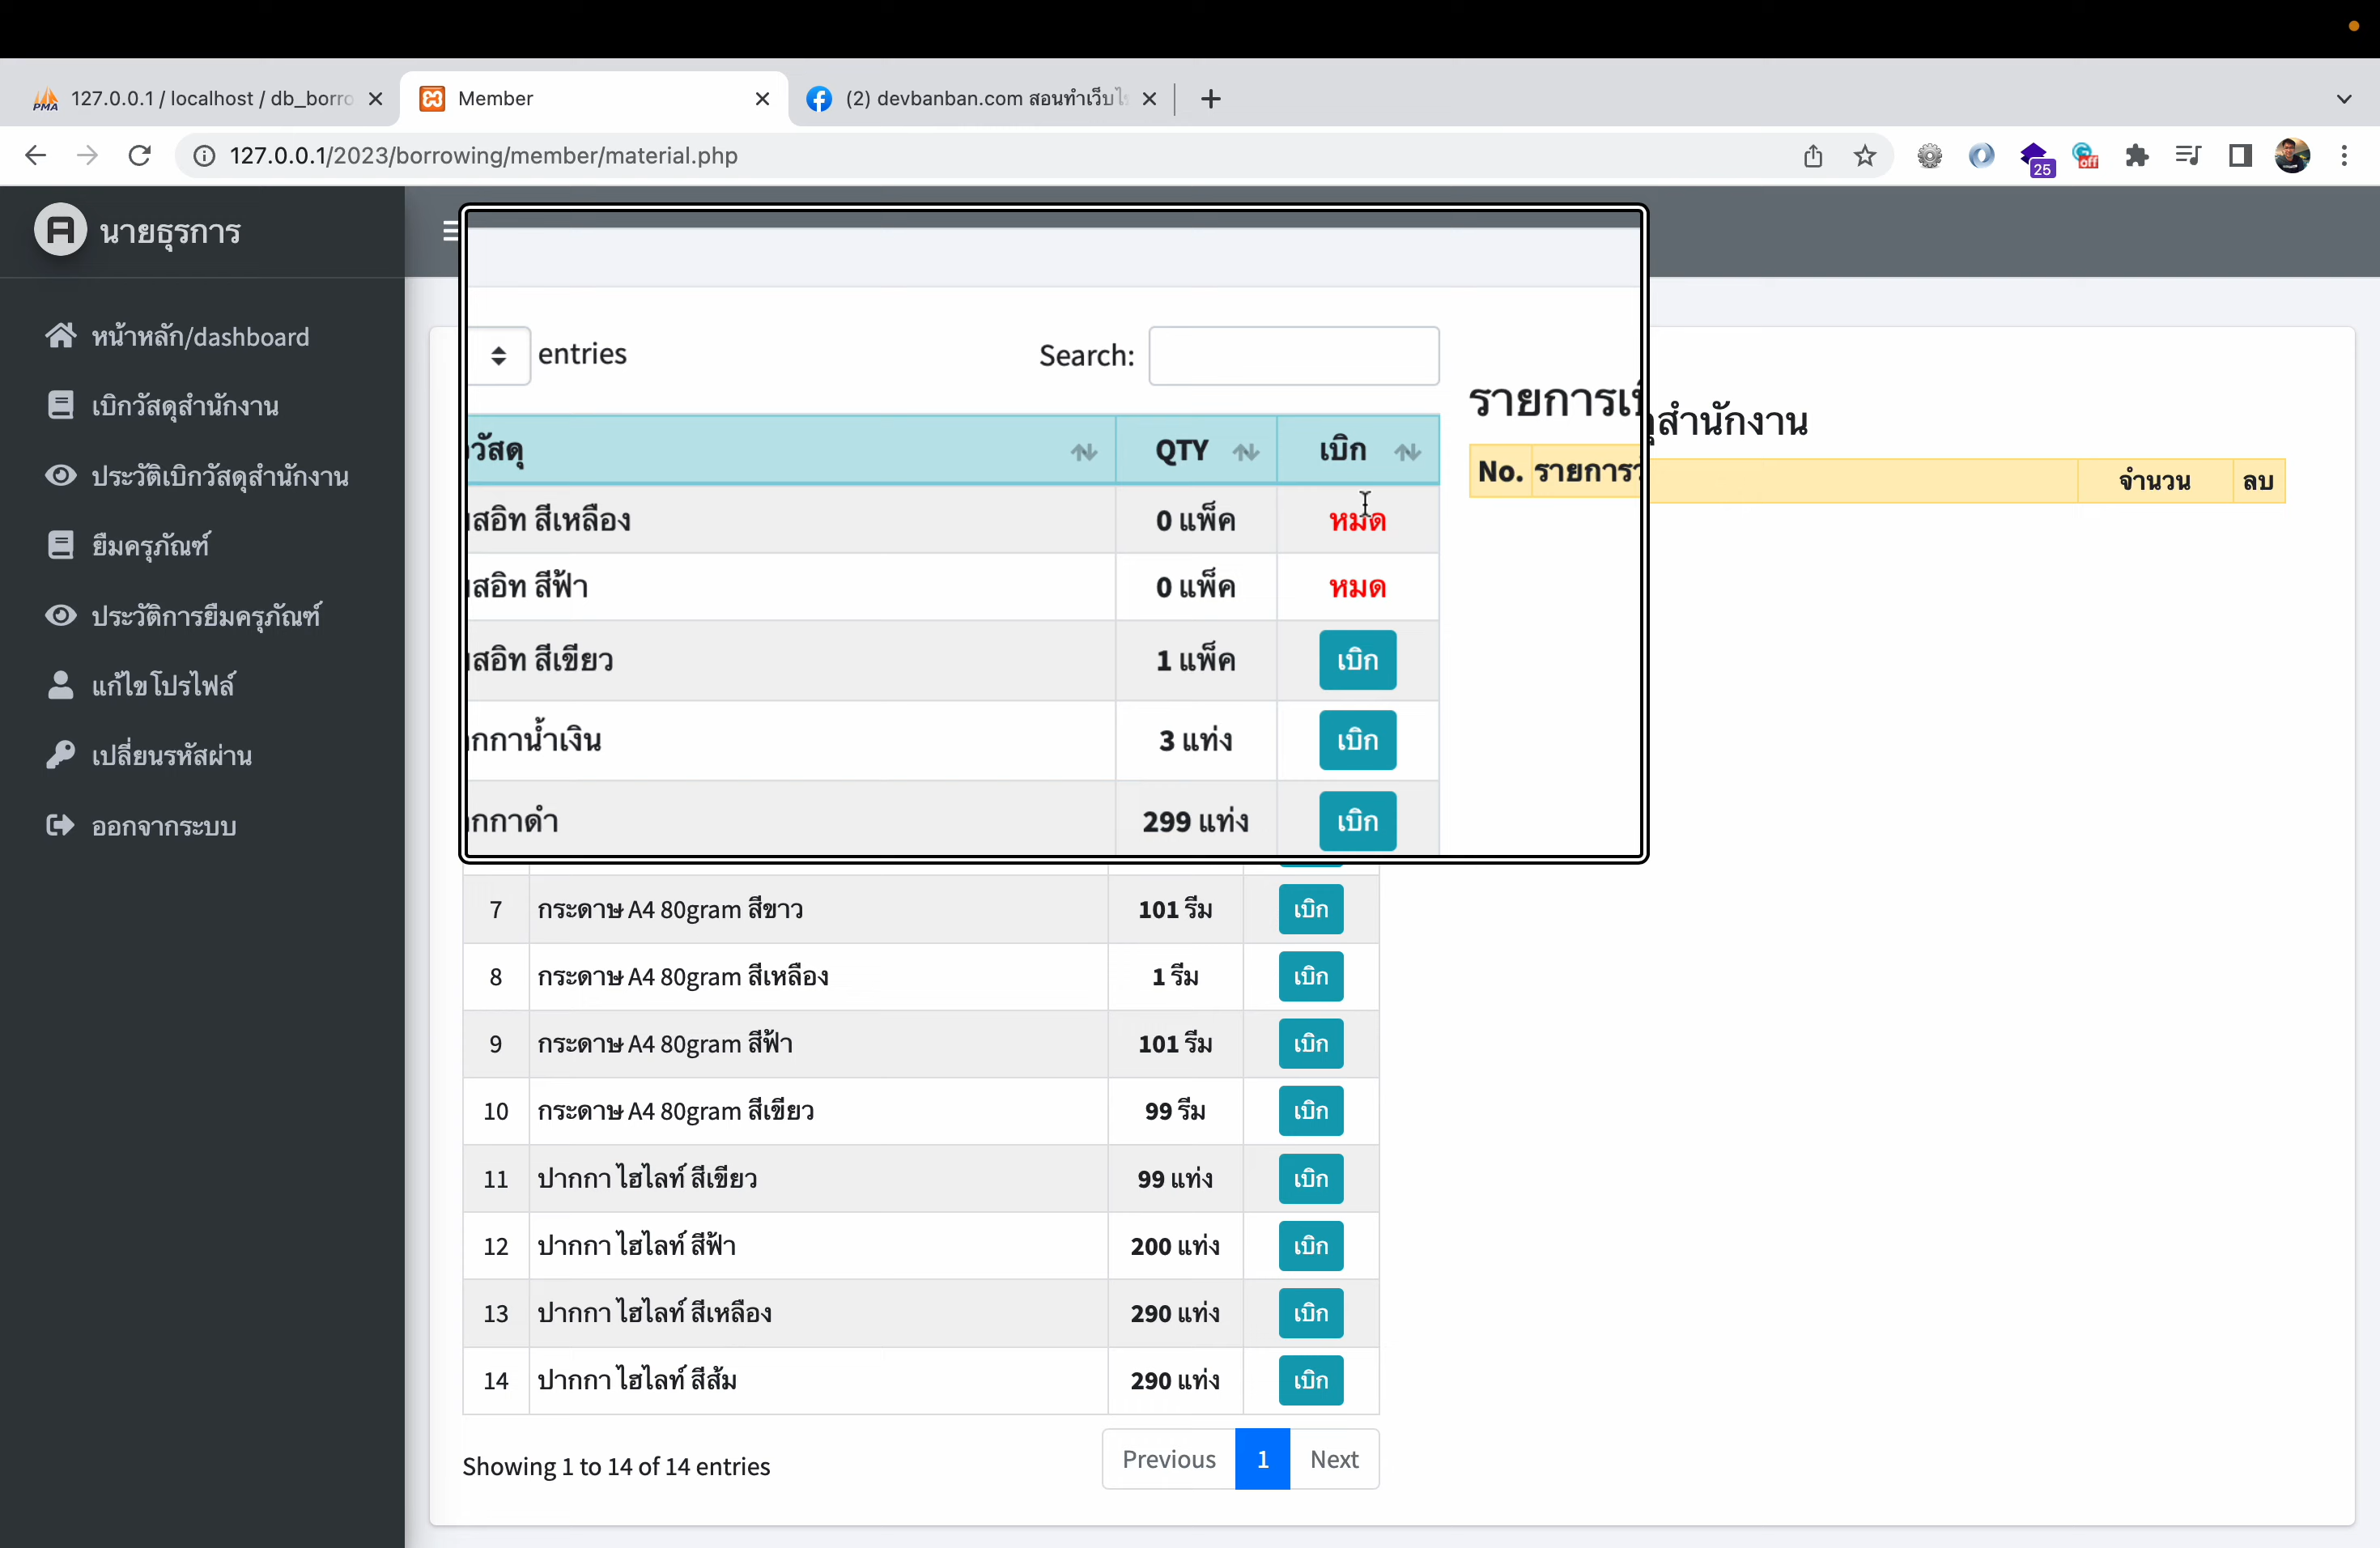 127.0.0.1 / localhost / db_borro
Member
(2) devbanban.com สอนทำเว็บไซ
127.0.0.1/2023/borrowing/member/material.php
25
off
นายธุรการ
หน้าหลัก/dashboard
เบิกวัสดุสำนักงาน
ประวัติเบิกวัสดุสำนักงาน
ยืมครุภัณฑ์
ประวัติการยืมครุภัณฑ์
แก้ไขโปรไฟล์
เปลี่ยนรหัสผ่าน
ออกจากระบบ
entries Search:
วัสดุ QTY เบิก
สอิท สีเหลือง 0 แพ็ค หมด
สอิท สีฟ้า 0 แพ็ค หมด
สอิท สีเขียว 1 แพ็ค เบิก
กกาน้ำเงิน 3 แท่ง เบิก
กกาดำ 299 แท่ง เบิก
รายการเบิ
สำนักงาน
No. รายการ จำนวน ลบ
7 กระดาษ A4 80gram สีขาว 101 รีม เบิก
8 กระดาษ A4 80gram สีเหลือง 1 รีม เบิก
9 กระดาษ A4 80gram สีฟ้า 101 รีม เบิก
10 กระดาษ A4 80gram สีเขียว 99 รีม เบิก
11 ปากกา ไฮไลท์ สีเขียว 99 แท่ง เบิก
12 ปากกา ไฮไลท์ สีฟ้า 200 แท่ง เบิก
13 ปากกา ไฮไลท์ สีเหลือง 290 แท่ง เบิก
14 ปากกา ไฮไลท์ สีส้ม 290 แท่ง เบิก
Showing 1 to 14 of 14 entries
Previous 1 Next